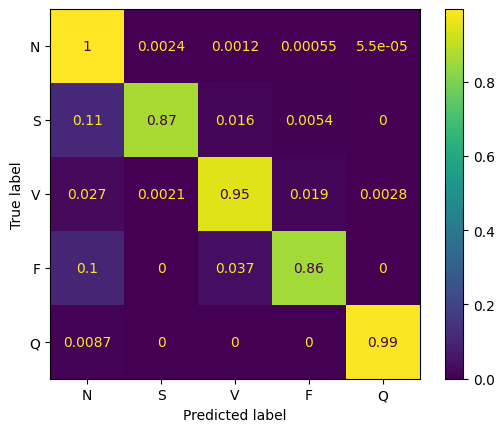 N 1 0.0024 0.0012 0.00055 5.5e-05
S 0.11 0.87 0.016 0.0054 0
V 0.027 0.0021 0.95 0.019 0.0028
F 0.1 0 0.037 0.86 0
Q 0.0087 0 0 0 0.99
N S V F Q
Predicted label
True label
0.8
0.6
0.4
0.2
0.0